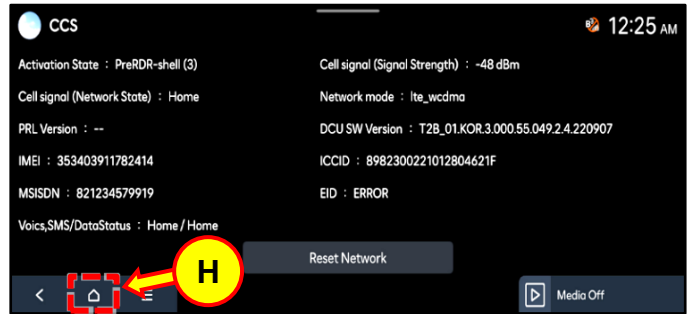 CCS
12:25 AM
Activation State : PreRDR-shell (3)
Cell signal (Signal Strength) : -48 dBm
Cell signal (Network State) : Home
Network mode : lte_wcdma
PRL Version : --
DCU SW Version : T2B_01.KOR.3.000.55.049.2.4.220907
IMEI : 353403911782414
ICCID : 8982300221012804621F
MSISDN : 821234579919
EID : ERROR
Voics,SMS/DataStatus : Home / Home
Reset Network
H
Media Off